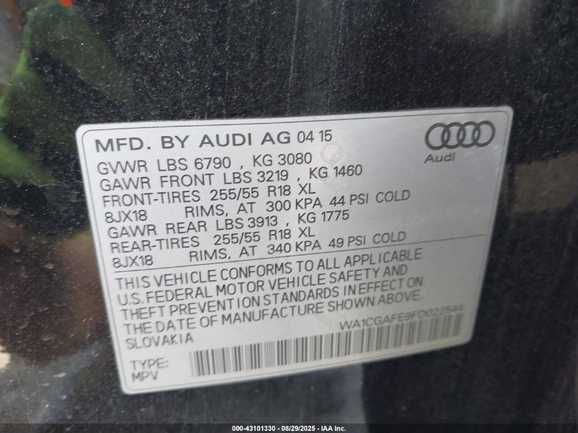 MFD. BY AUDI AG 04 15
Audi
GVWR LBS 6790 , KG 3080
GAWR FRONT LBS 3219 , KG 1460
FRONT-TIRES 255/55 R18 XL
8JX18 RIMS, AT 300 KPA 44 PSI COLD
GAWR REAR LBS 3913 , KG 1775
REAR-TIRES 255/55 R18 XL
8JX18 RIMS, AT 340 KPA 49 PSI COLD
THIS VEHICLE CONFORMS TO ALL APPLICABLE
U.S. FEDERAL MOTOR VEHICLE SAFETY AND
THEFT PREVENTION STANDARDS IN EFFECT ON
THE DATE OF MANUFACTURE SHOWN ABOVE.
SLOVAKIA
TYPE:
MPV
000-43101330 - 08/29/2025 - IAA Inc.